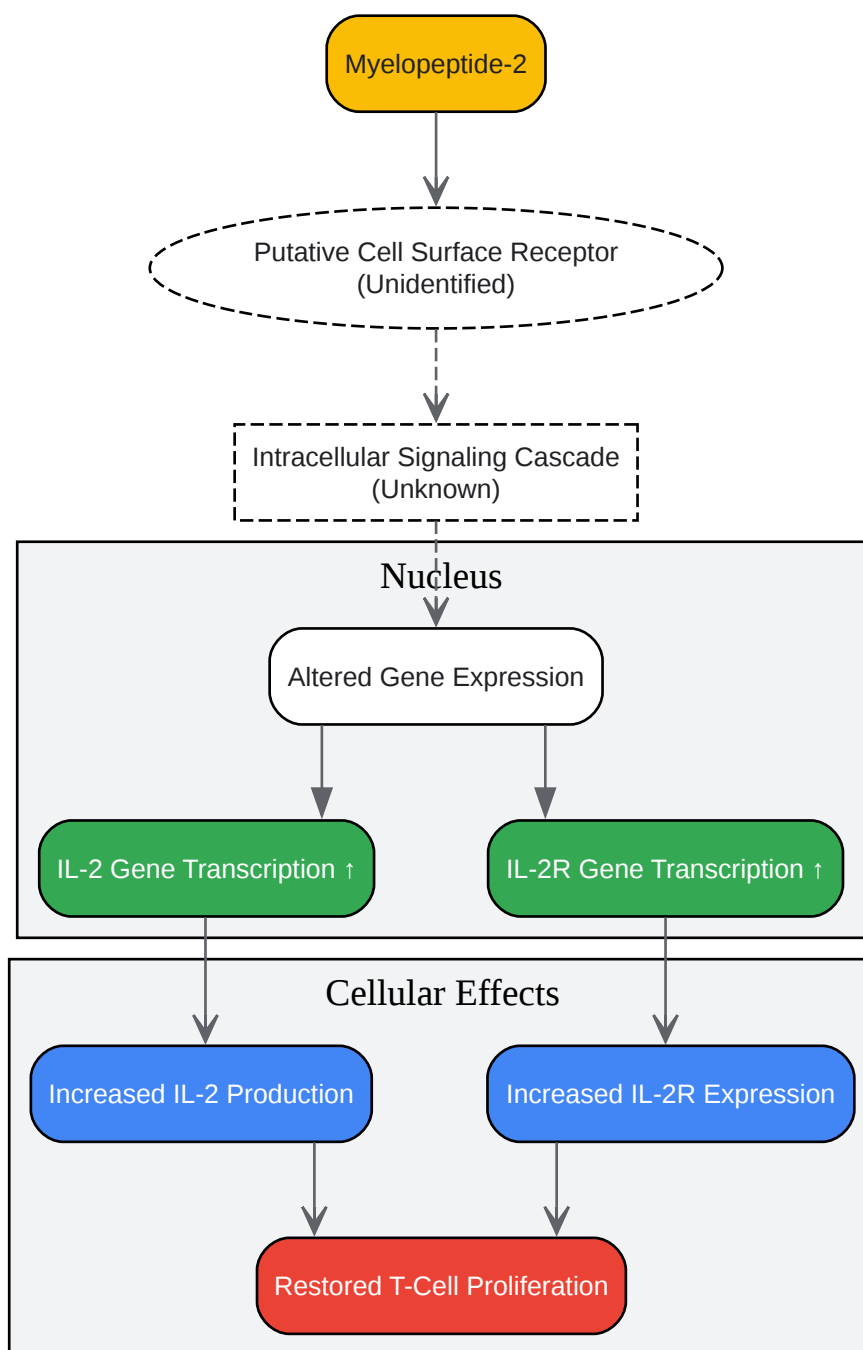 Myelopeptide-2
Putative Cell Surface Receptor
(Unidentified)
Intracellular Signaling Cascade
(Unknown)
Nucleus
Altered Gene Expression
IL-2 Gene Transcription ↑
IL-2R Gene Transcription ↑
Cellular Effects
Increased IL-2 Production
Increased IL-2R Expression
Restored T-Cell Proliferation